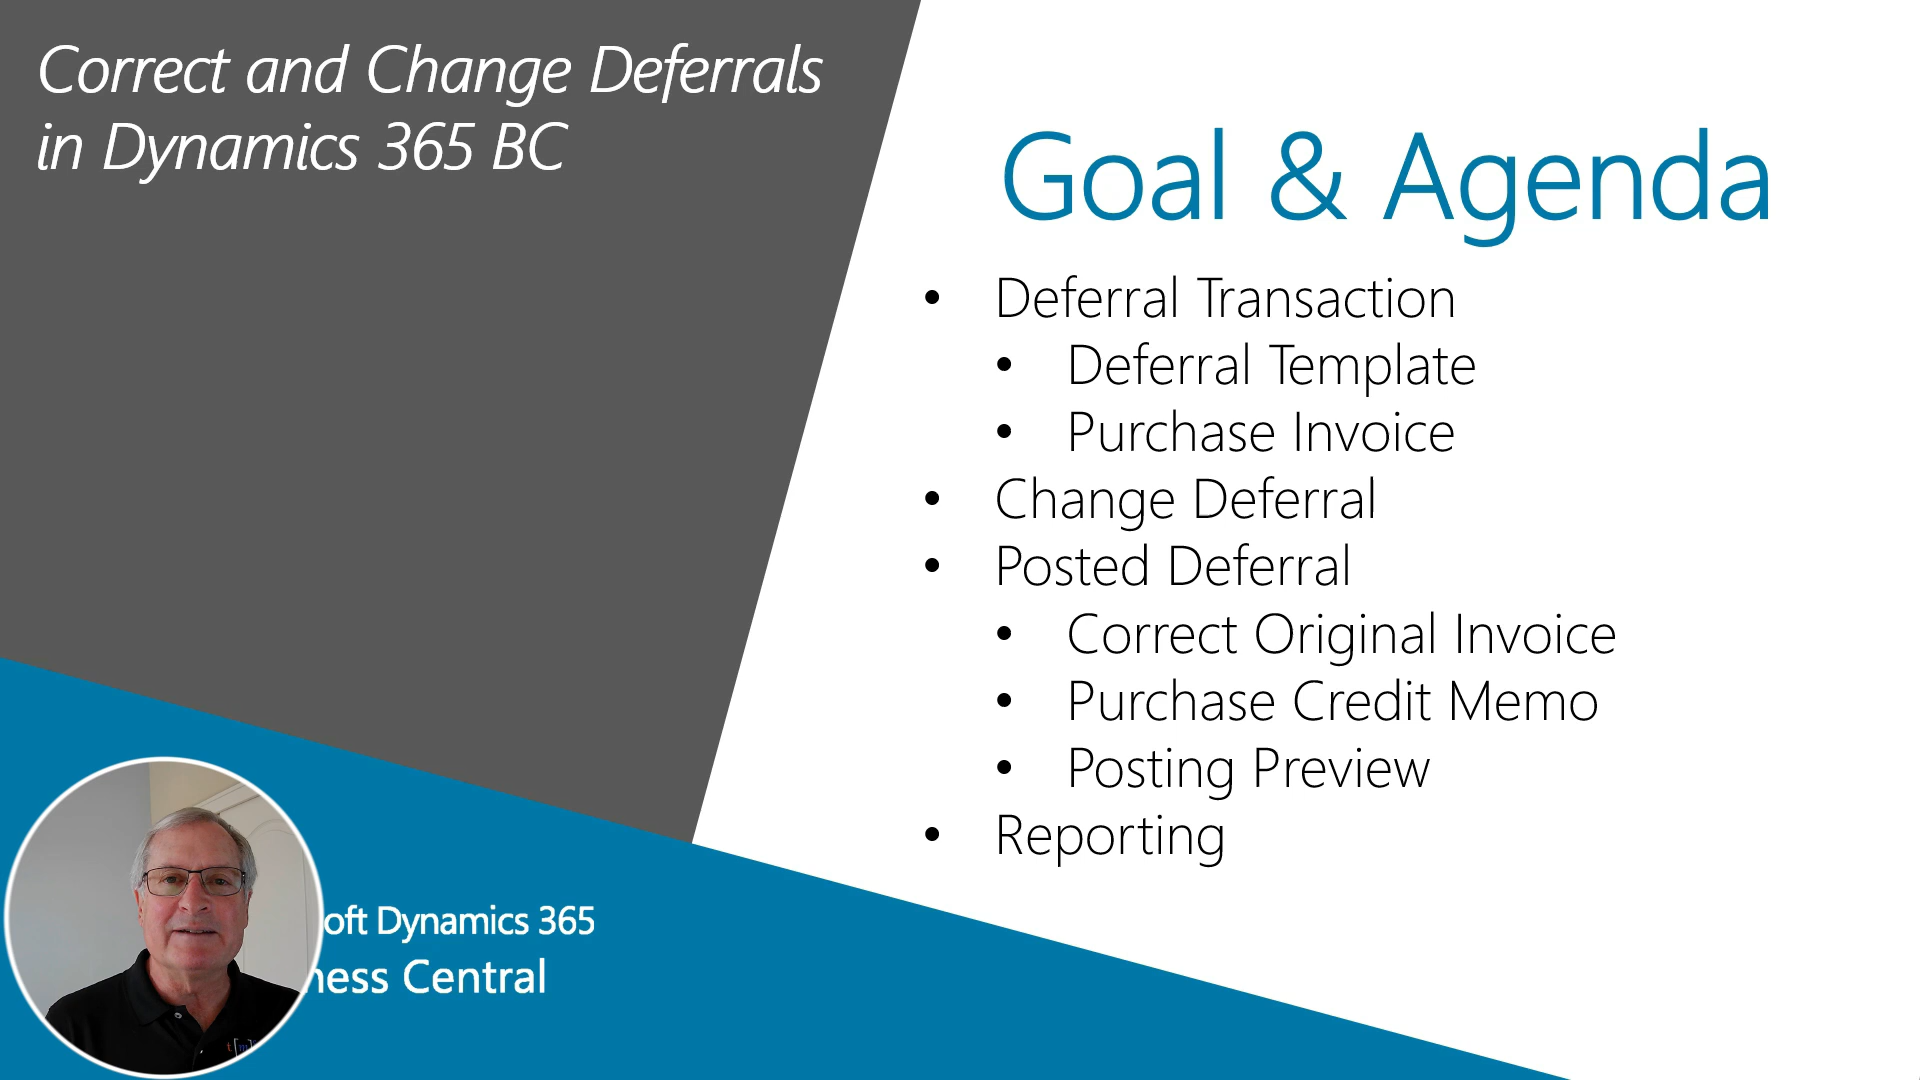 Correct and Change Deferrals
in Dynamics 365 BC
Goal & Agenda
• Deferral Transaction
• Deferral Template
• Purchase Invoice
• Change Deferral
• Posted Deferral
• Correct Original Invoice
• Purchase Credit Memo
• Posting Preview
• Reporting
oft Dynamics 365
ness Central